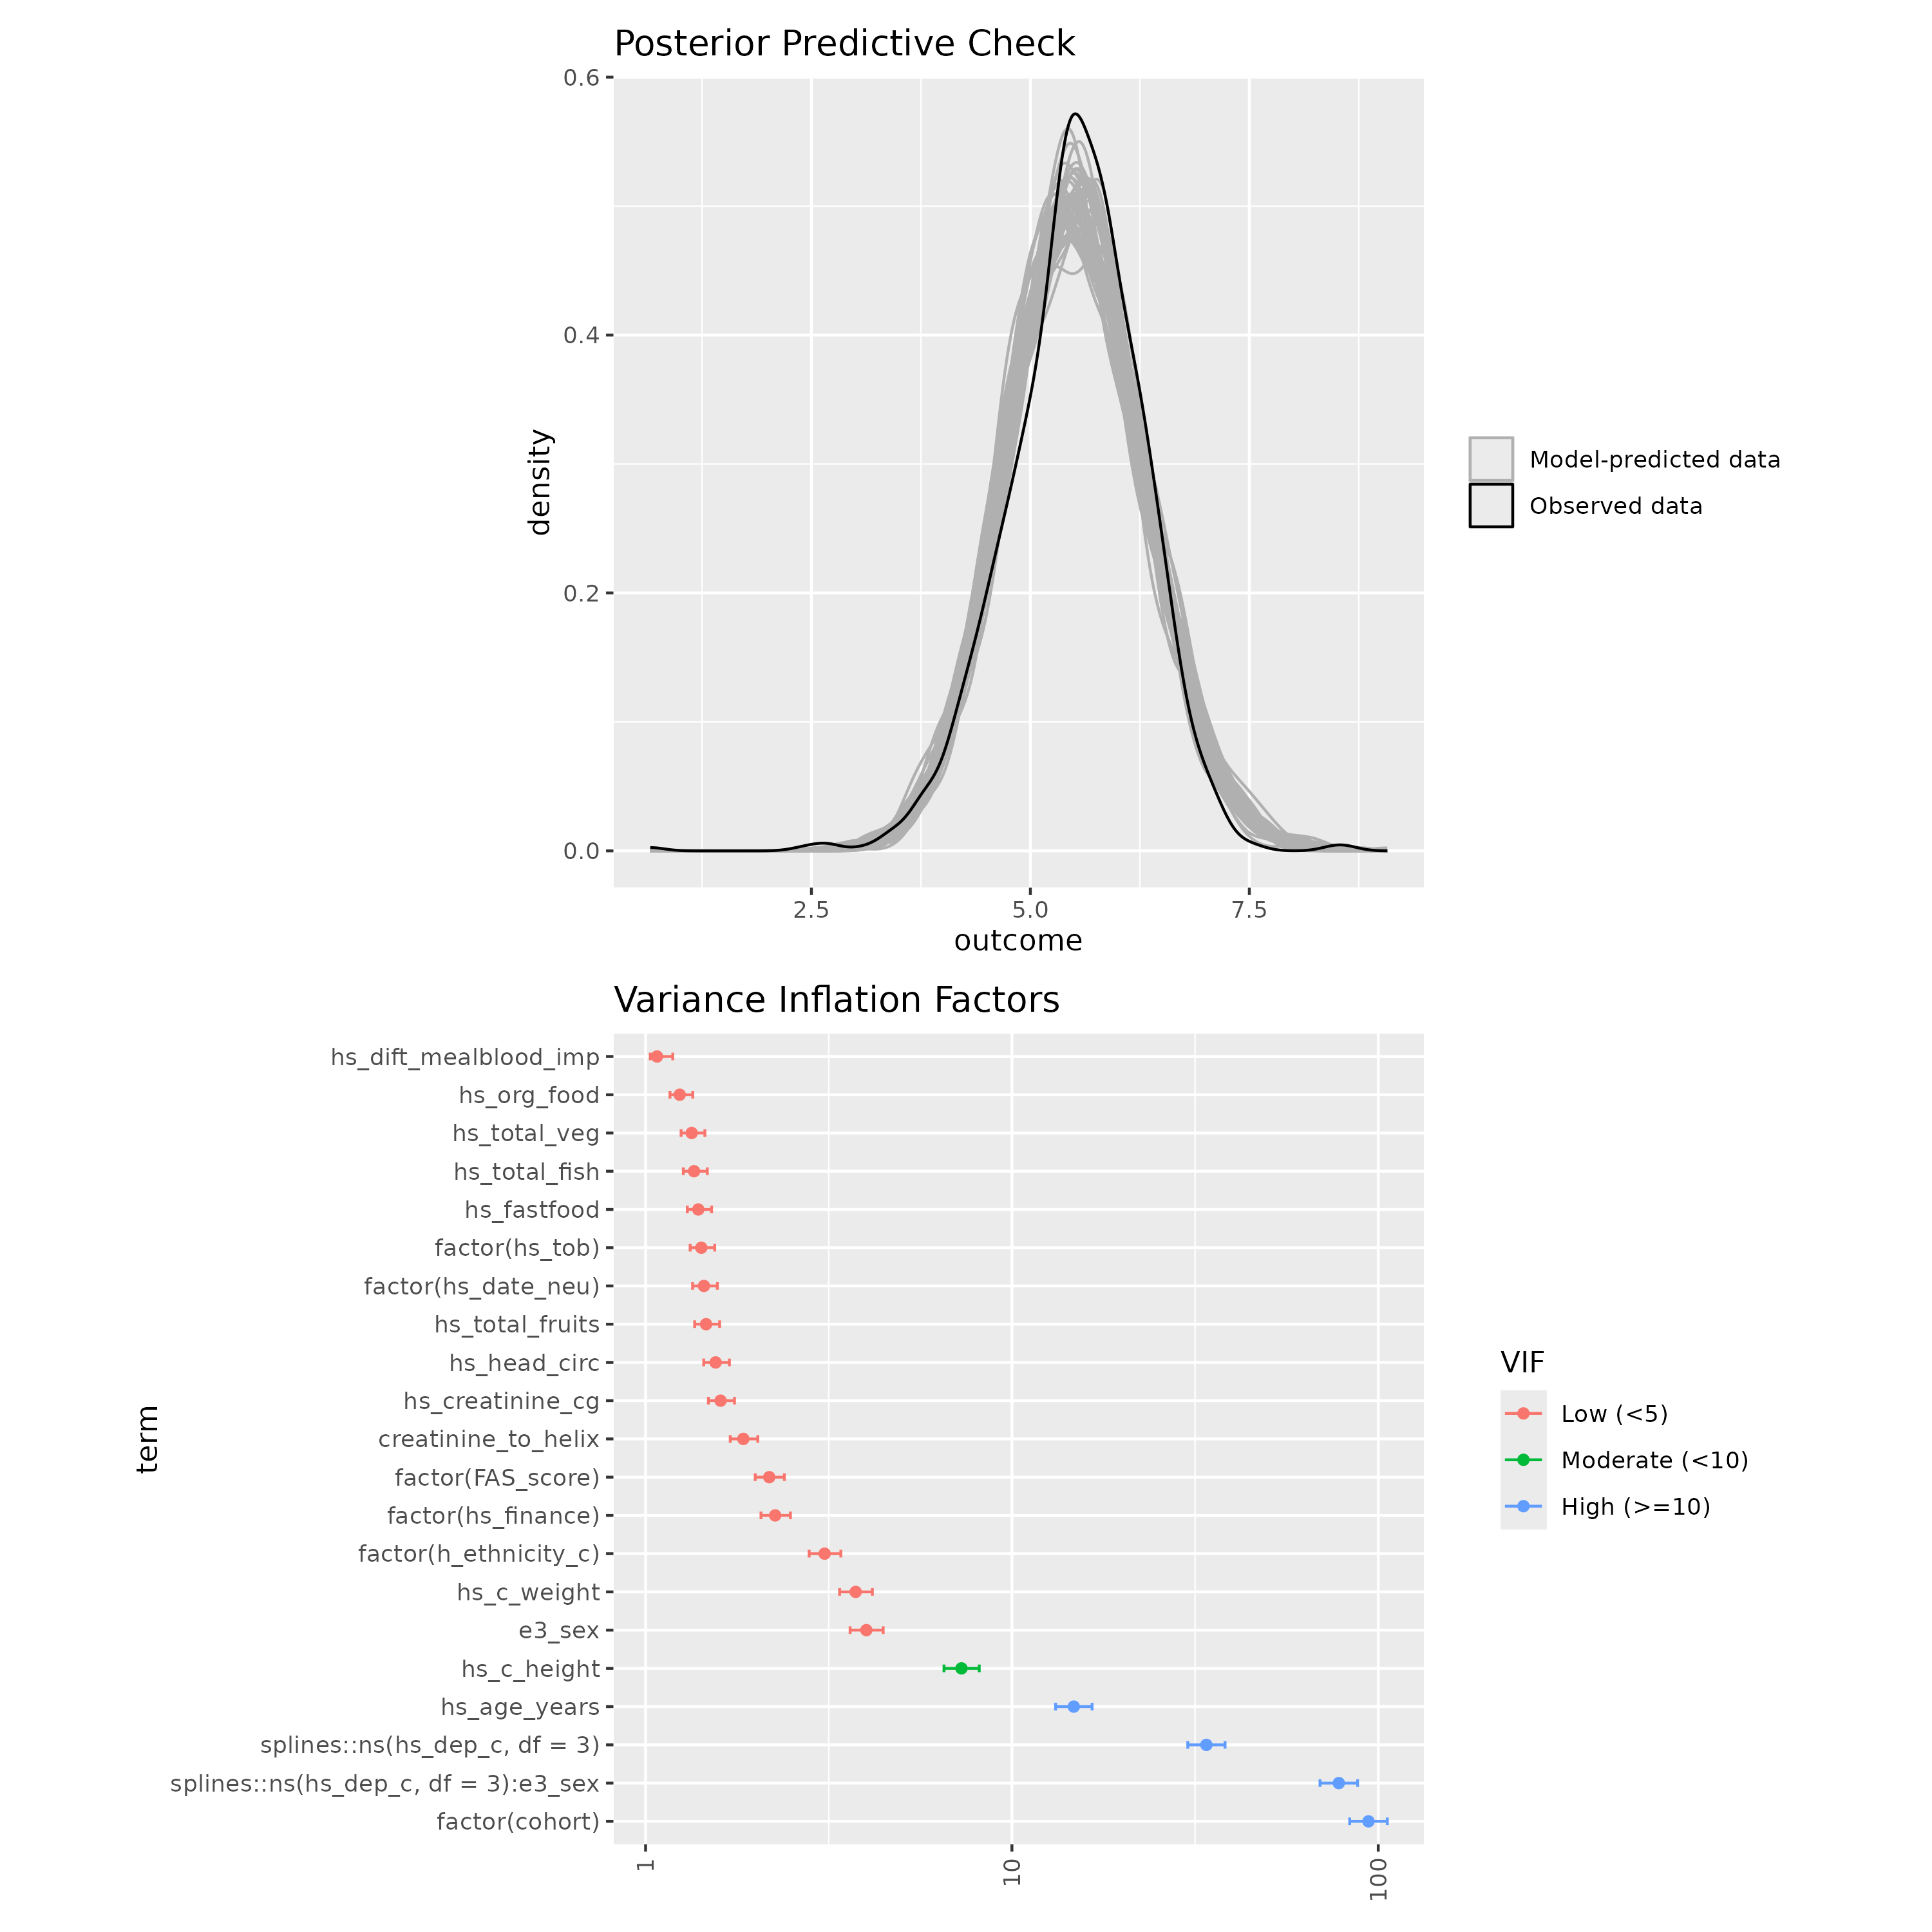 Posterior Predictive Check
0.6
0.4
0.2
0.0
density
2.5 5.0 7.5
outcome
Model-predicted data
Observed data
Variance Inflation Factors
term
hs_dift_mealblood_imp
hs_org_food
hs_total_veg
hs_total_fish
hs_fastfood
factor(hs_tob)
factor(hs_date_neu)
hs_total_fruits
hs_head_circ
hs_creatinine_cg
creatinine_to_helix
factor(FAS_score)
factor(hs_finance)
factor(h_ethnicity_c)
hs_c_weight
e3_sex
hs_c_height
hs_age_years
splines::ns(hs_dep_c, df = 3)
splines::ns(hs_dep_c, df = 3):e3_sex
factor(cohort)
1 10 100
VIF
Low (<5)
Moderate (<10)
High (>=10)